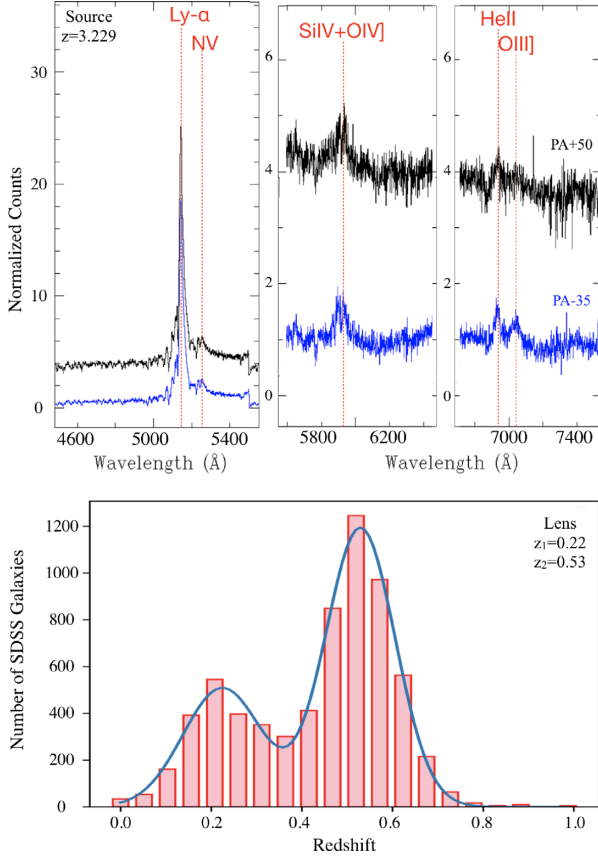 Source
z=3.229
Ly-α
NV
SiIV+OIV]
HeII
OIII]
PA+50
PA-35
Normalized Counts
0
10
20
30
4600
5000
5400
Wavelength (Å)
0
2
4
6
5800
6200
Wavelength (Å)
0
2
4
6
7000
7400
Wavelength (Å)
Lens
z₁=0.22
z₂=0.53
Number of SDSS Galaxies
0
200
400
600
800
1000
1200
0.0
0.2
0.4
0.6
0.8
1.0
Redshift